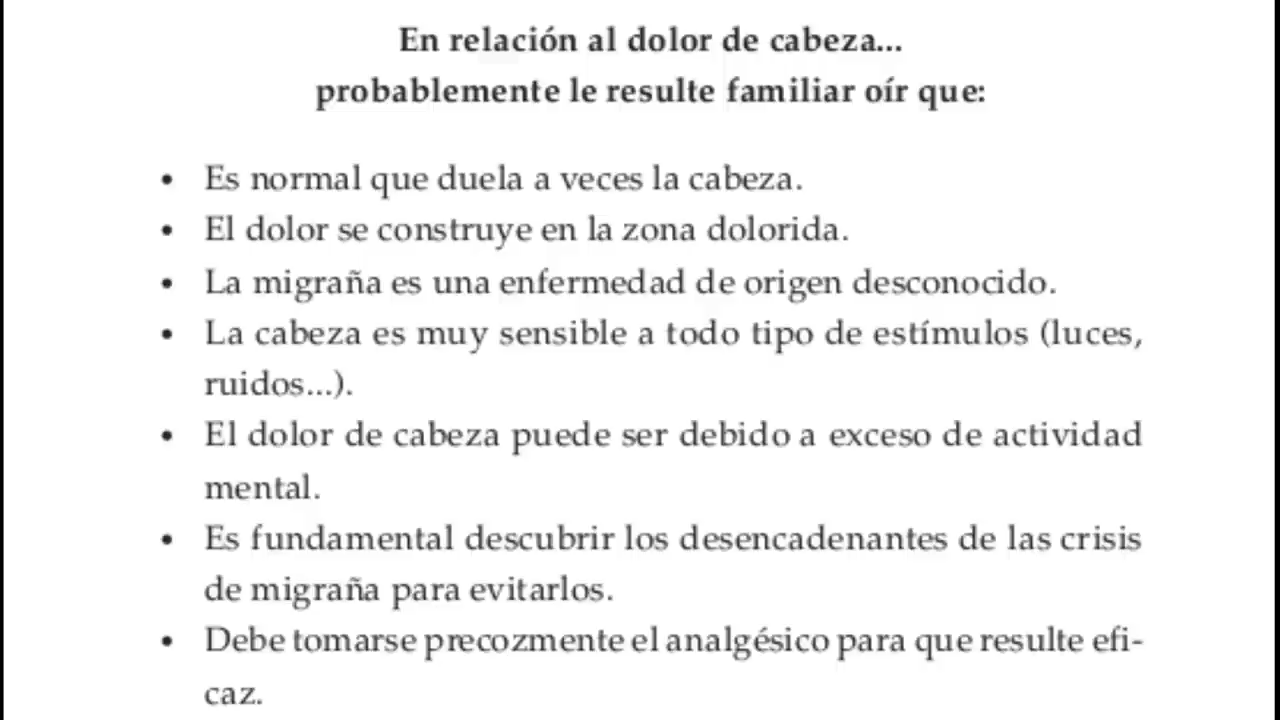 En relación al dolor de cabeza...
probablemente le resulte familiar oír que:
• Es normal que duela a veces la cabeza.
• El dolor se construye en la zona dolorida.
• La migraña es una enfermedad de origen desconocido.
• La cabeza es muy sensible a todo tipo de estímulos (luces,
ruidos...).
• El dolor de cabeza puede ser debido a exceso de actividad
mental.
• Es fundamental descubrir los desencadenantes de las crisis
de migraña para evitarlos.
• Debe tomarse precozmente el analgésico para que resulte efi-
caz.